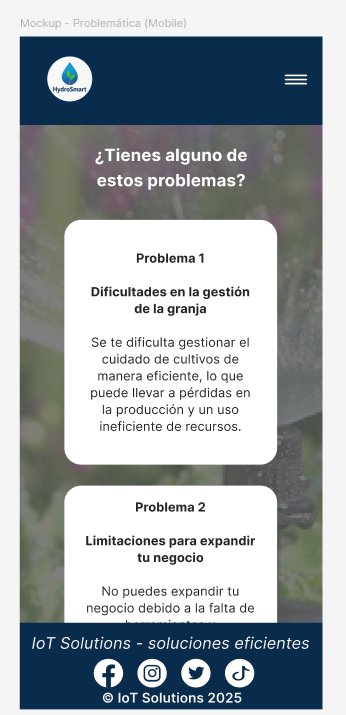 Mockup - Problemática (Mobile)
HydroSmart
¿Tienes alguno de
estos problemas?
Problema 1
Dificultades en la gestión
de la granja
Se te dificulta gestionar el
cuidado de cultivos de
manera eficiente, lo que
puede llevar a pérdidas en
la producción y un uso
ineficiente de recursos.
Problema 2
Limitaciones para expandir
tu negocio
No puedes expandir tu
negocio debido a la falta de
IoT Solutions - soluciones eficientes
© IoT Solutions 2025